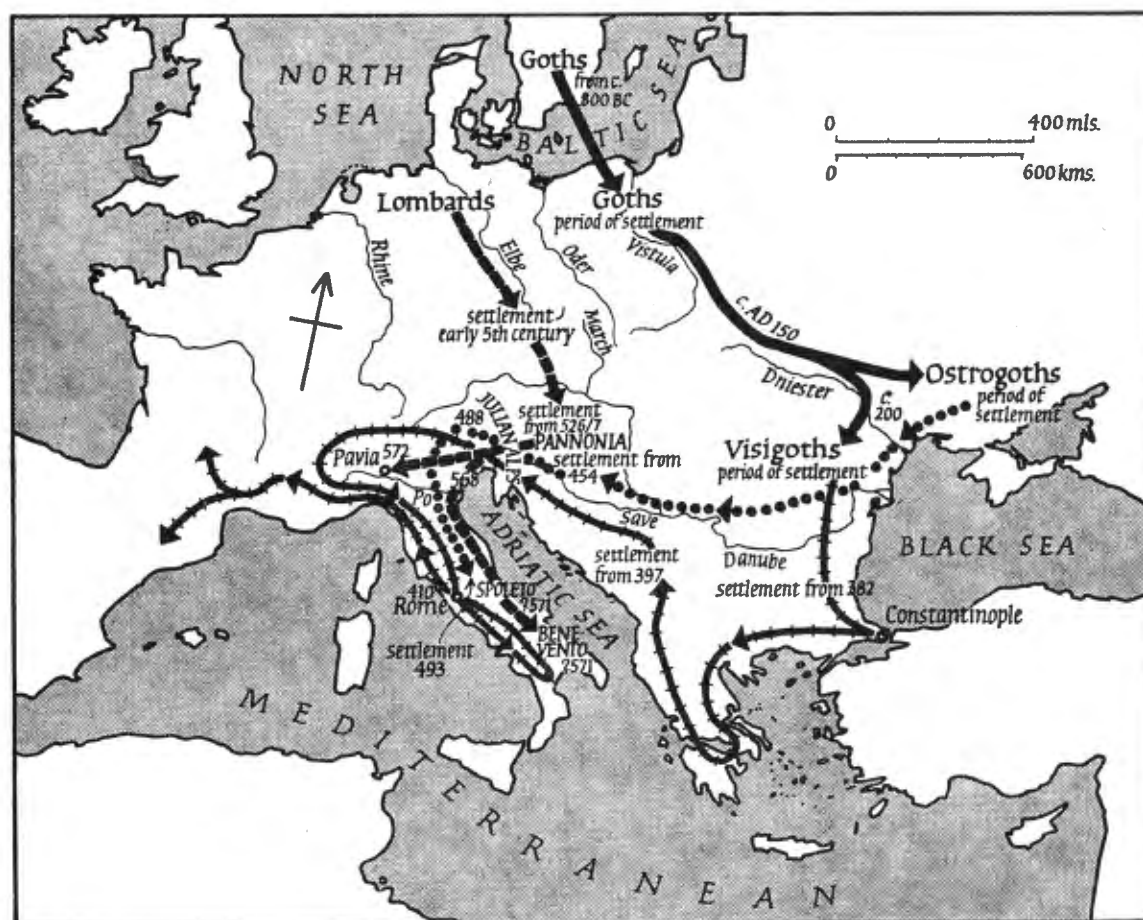 NORTH
SEA
BALTIC SEA
Goths
from c.
800 BC
0 400 mls.
0 600 kms.
Lombards
Goths
period of settlement
Rhine
Elbe
Oder
Vistula
March
settlement
early 5th century
c. AD 150
Dniester
Ostrogoths
period of
settlement
c.
200
Visigoths
period of settlement
JULIAN ALPS
488
settlement
from 526/7
PANNONIA
settlement from
454
Pavia
572
568
Po
Save
Danube
ADRIATIC SEA
settlement
from 397
settlement from 382
BLACK SEA
Constantinople
410
Rome
SPOLETO
?571
BENE-
VENTO
?571
settlement
493
MEDITERRANEAN